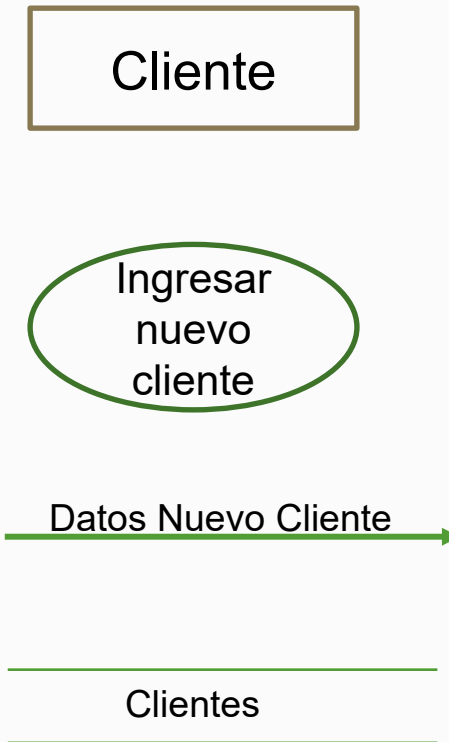 Cliente
Ingresar
nuevo
cliente
Datos Nuevo Cliente
Clientes